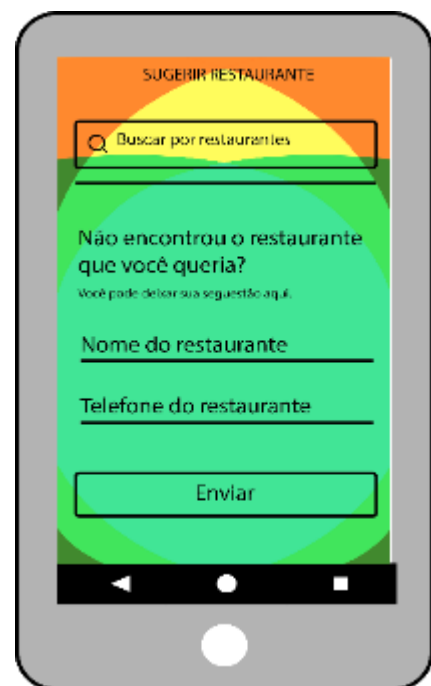 SUGERIR RESTAURANTE
Buscar por restaurantes
Não encontrou o restaurante
que você queria?
Você pode deixar sua seguestão aqui.
Nome do restaurante
Telefone do restaurante
Enviar